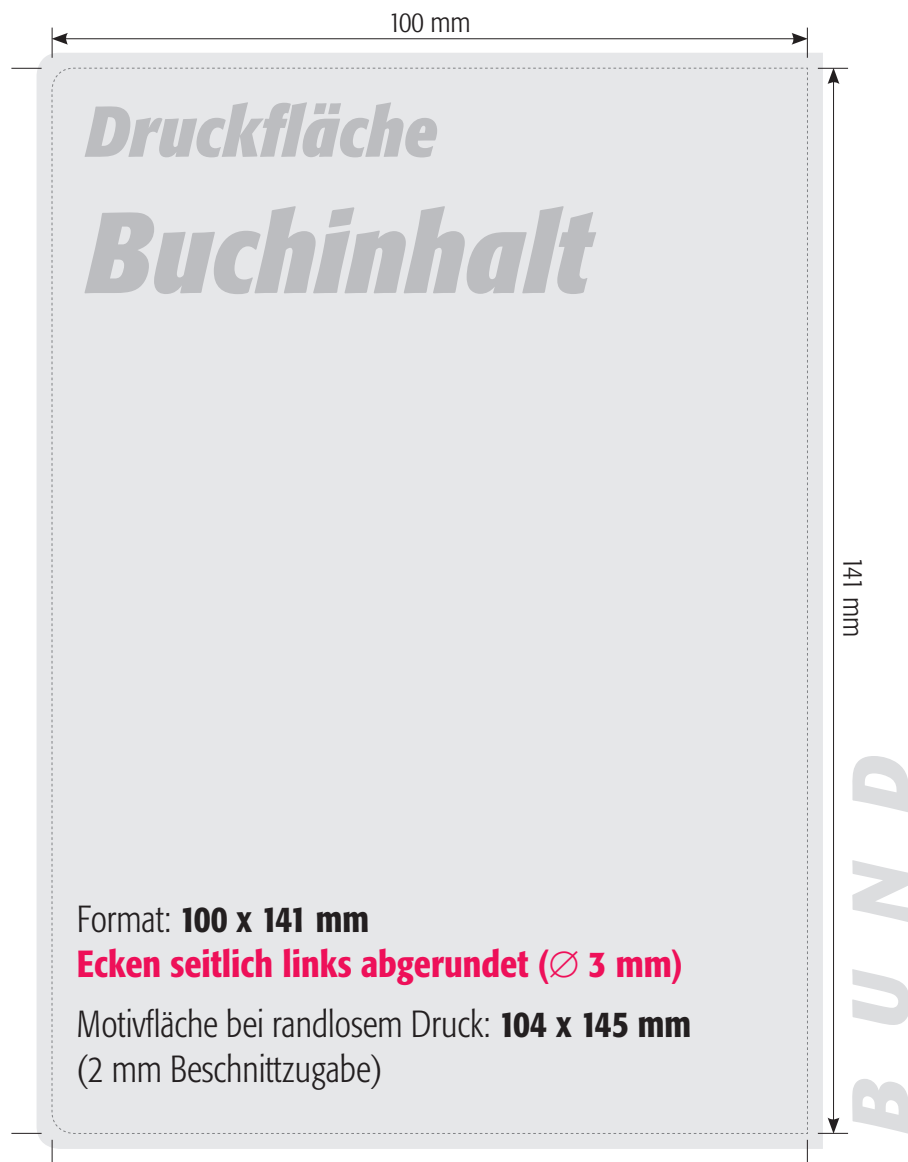 100 mm
Druckfläche
Buchinhalt
141 mm
Format: 100 x 141 mm
Ecken seitlich links abgerundet (∅ 3 mm)
Motivfläche bei randlosem Druck: 104 x 145 mm
(2 mm Beschnittzugabe)
BUND